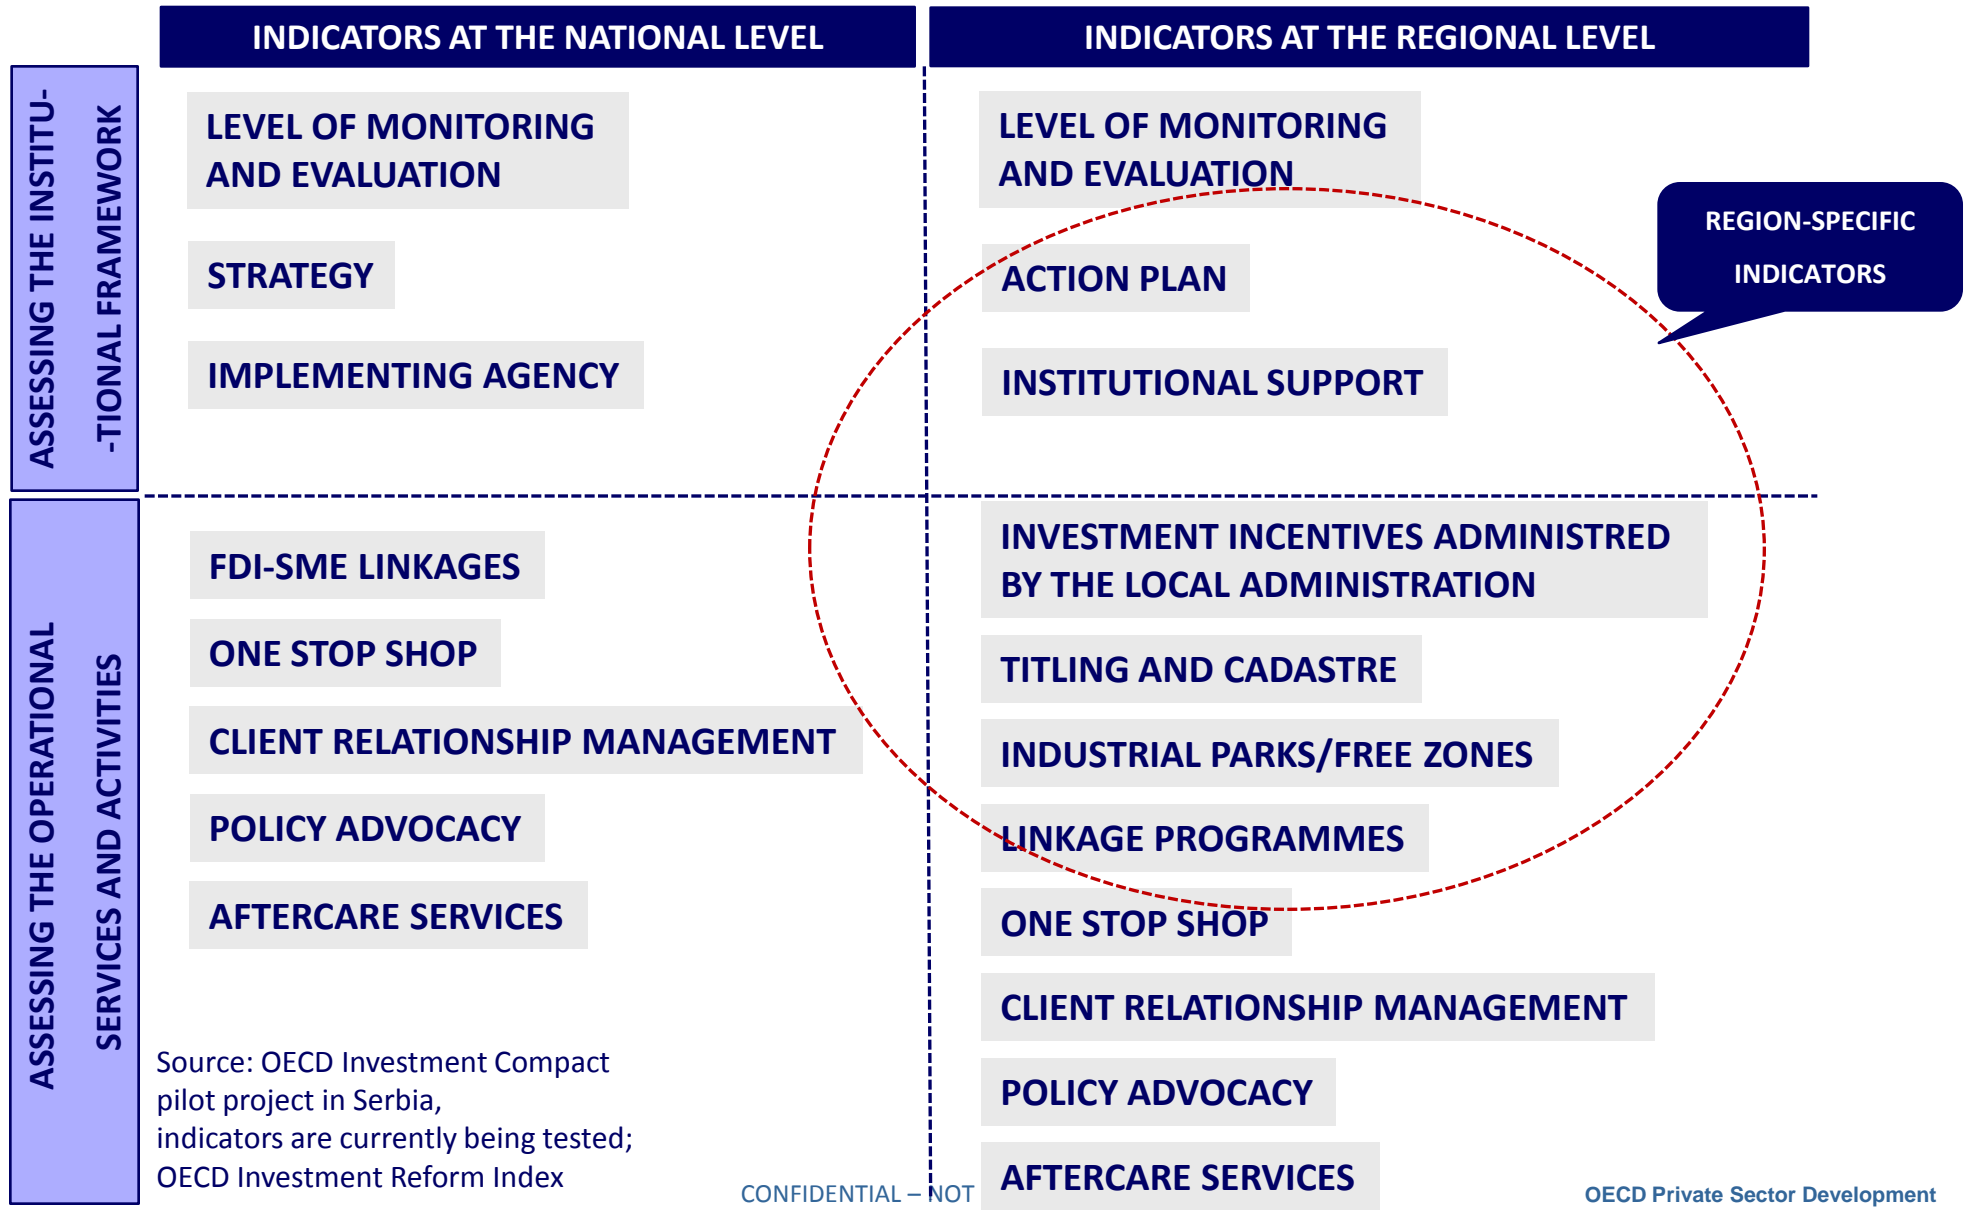 INDICATORS AT THE NATIONAL LEVEL
INDICATORS AT THE REGIONAL LEVEL
ASSESSING THE INSTITU-
-TIONAL FRAMEWORK
LEVEL OF MONITORING
AND EVALUATION
STRATEGY
IMPLEMENTING AGENCY
LEVEL OF MONITORING
AND EVALUATION
ACTION PLAN
INSTITUTIONAL SUPPORT
REGION-SPECIFIC
INDICATORS
ASSESSING THE OPERATIONAL
SERVICES AND ACTIVITIES
FDI-SME LINKAGES
ONE STOP SHOP
CLIENT RELATIONSHIP MANAGEMENT
POLICY ADVOCACY
AFTERCARE SERVICES
INVESTMENT INCENTIVES ADMINISTRED
BY THE LOCAL ADMINISTRATION
TITLING AND CADASTRE
INDUSTRIAL PARKS/FREE ZONES
LINKAGE PROGRAMMES
ONE STOP SHOP
CLIENT RELATIONSHIP MANAGEMENT
POLICY ADVOCACY
AFTERCARE SERVICES
Source: OECD Investment Compact
pilot project in Serbia,
indicators are currently being tested;
OECD Investment Reform Index
CONFIDENTIAL – NOT
OECD Private Sector Development